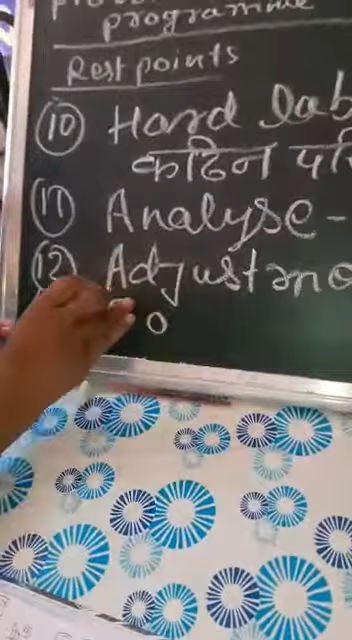 programme
Rest points
10 Hard lab
कठिन
11 Analyse -
12 Adjustm